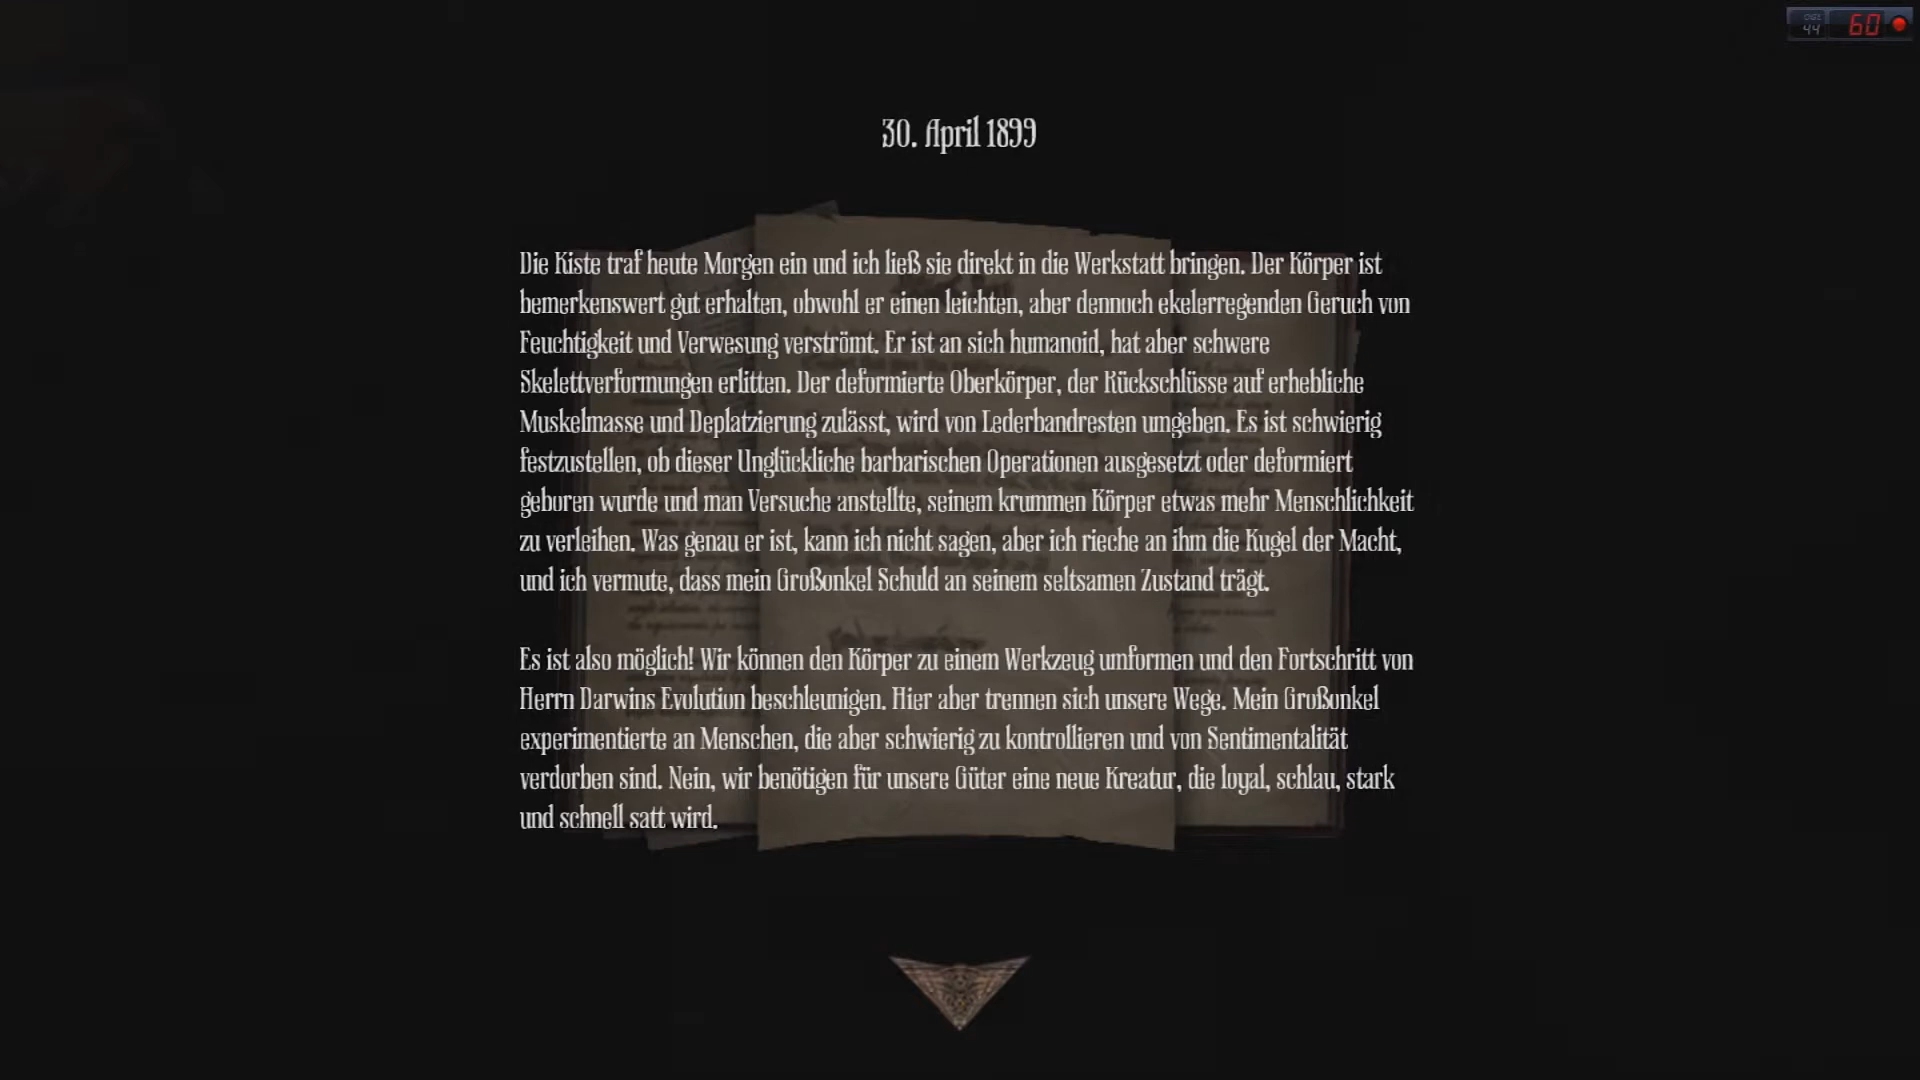 60
44
30. April 1899
Die Kiste traf heute Morgen ein und ich ließ sie direkt in die Werkstatt bringen. Der Körper ist
bemerkenswert gut erhalten, obwohl er einen leichten, aber dennoch ekelerregenden Geruch von
Feuchtigkeit und Verwesung verströmt. Er ist an sich humanoid, hat aber schwere
Skelettverformungen erlitten. Der deformierte Oberkörper, der Rückschlüsse auf erhebliche
Muskelmasse und Deplatzierung zulässt, wird von Lederbandresten umgeben. Es ist schwierig
festzustellen, ob dieser Unglückliche barbarischen Operationen ausgesetzt oder deformiert
geboren wurde und man Versuche anstellte, seinem krummen Körper etwas mehr Menschlichkeit
zu verleihen. Was genau er ist, kann ich nicht sagen, aber ich rieche an ihm die Kugel der Macht,
und ich vermute, dass mein Großonkel Schuld an seinem seltsamen Zustand trägt.
Es ist also möglich! Wir können den Körper zu einem Werkzeug umformen und den Fortschritt von
Herrn Darwins Evolution beschleunigen. Hier aber trennen sich unsere Wege. Mein Großonkel
experimentierte an Menschen, die aber schwierig zu kontrollieren und von Sentimentalität
verdorben sind. Nein, wir benötigen für unsere Güter eine neue Kreatur, die loyal, schlau, stark
und schnell satt wird.